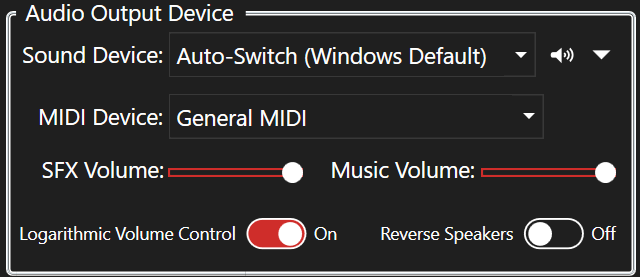 Audio Output Device
Sound Device: Auto-Switch (Windows Default)
MIDI Device: General MIDI
SFX Volume: Music Volume:
Logarithmic Volume Control On Reverse Speakers Off